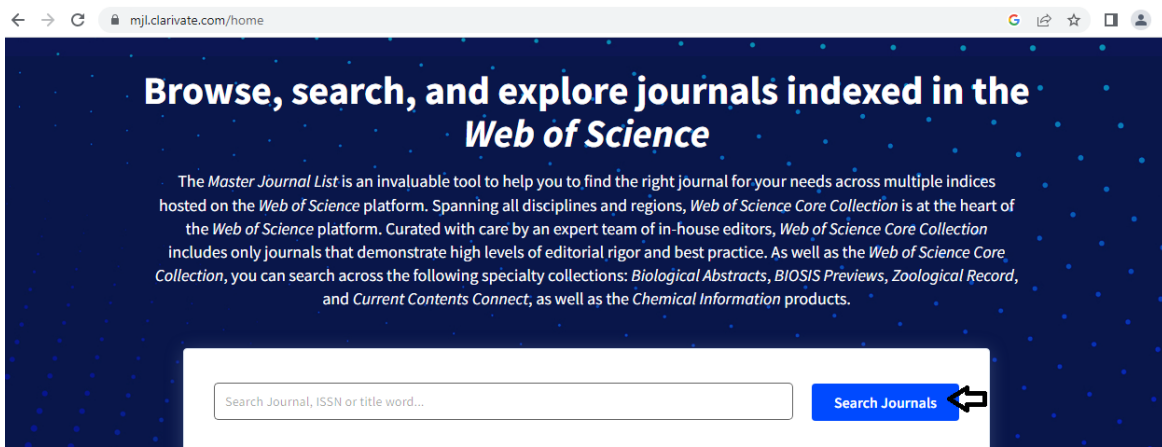 mjl.clarivate.com/home
Browse, search, and explore journals indexed in the
Web of Science
The Master Journal List is an invaluable tool to help you to find the right journal for your needs across multiple indices
hosted on the Web of Science platform. Spanning all disciplines and regions, Web of Science Core Collection is at the heart of
the Web of Science platform. Curated with care by an expert team of in-house editors, Web of Science Core Collection
includes only journals that demonstrate high levels of editorial rigor and best practice. As well as the Web of Science Core
Collection, you can search across the following specialty collections: Biological Abstracts, BIOSIS Previews, Zoological Record,
and Current Contents Connect, as well as the Chemical Information products.
Search Journal, ISSN or title word...
Search Journals